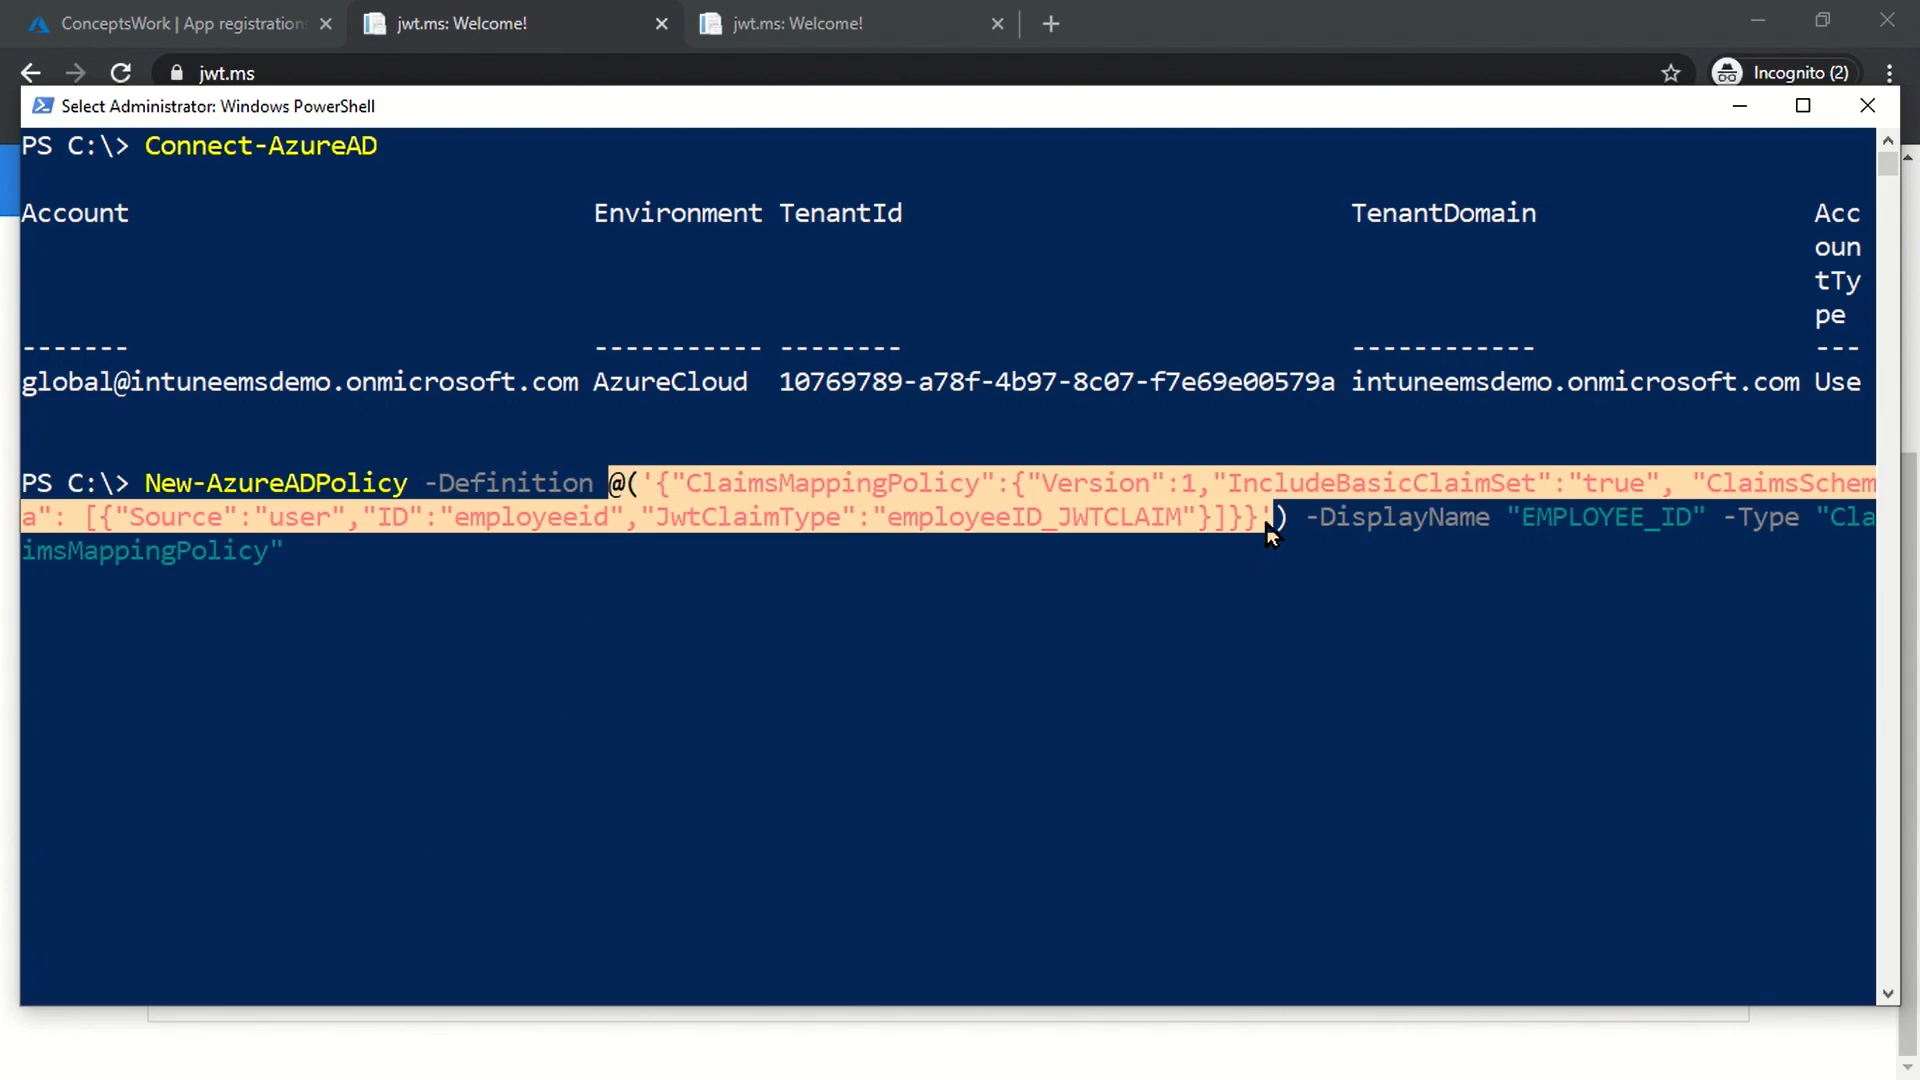 ConceptsWork | App registration
jwt.ms: Welcome!
jwt.ms: Welcome!
jwt.ms
Incognito (2)
Select Administrator: Windows PowerShell
PS C:\> Connect-AzureAD
Account Environment TenantId TenantDomain Acc
oun
tTy
pe
------- ----------- -------- ------------ ---
global@intuneemsdemo.onmicrosoft.com AzureCloud 10769789-a78f-4b97-8c07-f7e69e00579a intuneemsdemo.onmicrosoft.com Use
PS C:\> New-AzureADPolicy -Definition @('{"ClaimsMappingPolicy":{"Version":1,"IncludeBasicClaimSet":"true", "ClaimsSchem
a": [{"Source":"user","ID":"employeeid","JwtClaimType":"employeeID_JWTCLAIM"}]}}') -DisplayName "EMPLOYEE_ID" -Type "Cla
imsMappingPolicy"